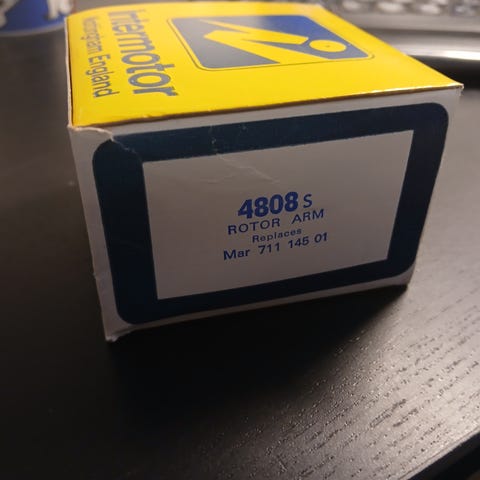 Intermotor
Nottingham, England
4808 S
ROTOR ARM
Replaces
Mar 711 145 01